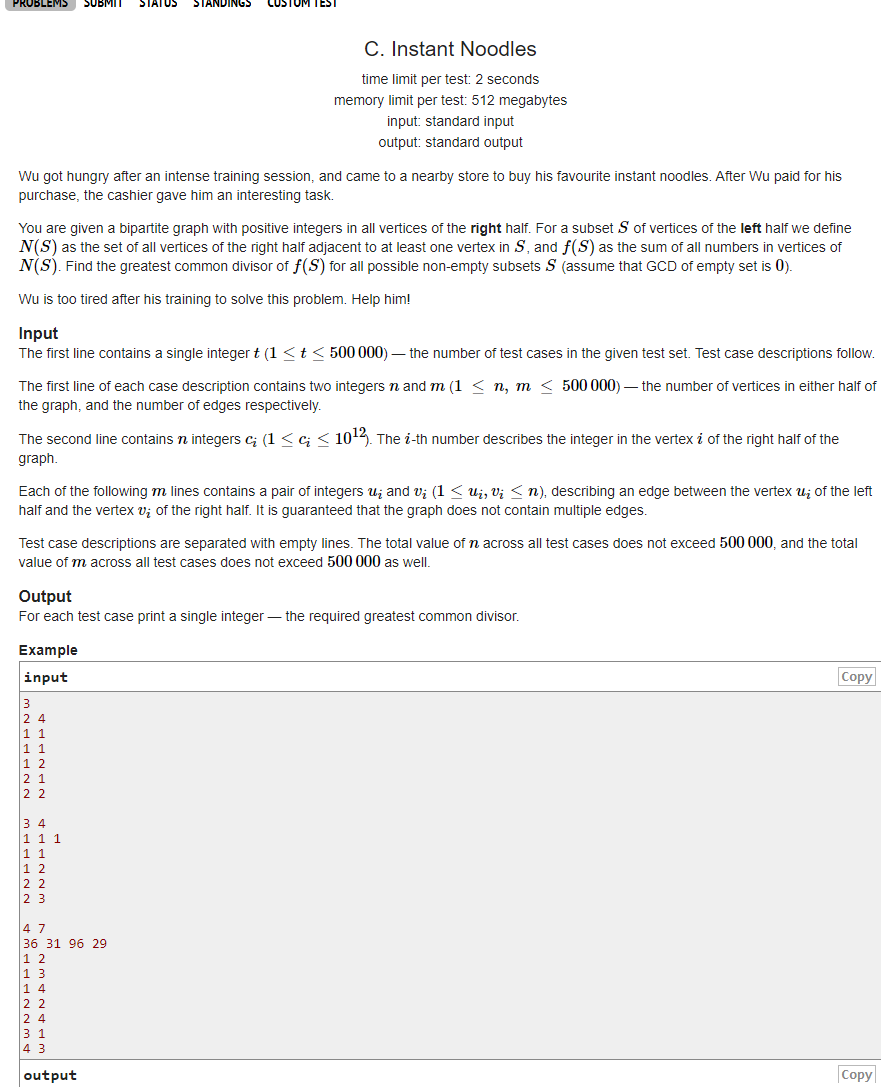 PROBLEMS SUBMIT STATUS STANDINGS CUSTOM TEST
C. Instant Noodles
time limit per test: 2 seconds
memory limit per test: 512 megabytes
input: standard input
output: standard output
Wu got hungry after an intense training session, and came to a nearby store to buy his favourite instant noodles. After Wu paid for his
purchase, the cashier gave him an interesting task.
You are given a bipartite graph with positive integers in all vertices of the right half. For a subset S of vertices of the left half we define
N(S) as the set of all vertices of the right half adjacent to at least one vertex in S, and f(S) as the sum of all numbers in vertices of
N(S). Find the greatest common divisor of f(S) for all possible non-empty subsets S (assume that GCD of empty set is 0).
Wu is too tired after his training to solve this problem. Help him!
Input
The first line contains a single integer t (1 ≤ t ≤ 500 000) — the number of test cases in the given test set. Test case descriptions follow.
The first line of each case description contains two integers n and m (1 ≤ n, m ≤ 500 000) — the number of vertices in either half of
the graph, and the number of edges respectively.
The second line contains n integers c_i (1 ≤ c_i ≤ 10^12). The i-th number describes the integer in the vertex i of the right half of the
graph.
Each of the following m lines contains a pair of integers u_i and v_i (1 ≤ u_i, v_i ≤ n), describing an edge between the vertex u_i of the left
half and the vertex v_i of the right half. It is guaranteed that the graph does not contain multiple edges.
Test case descriptions are separated with empty lines. The total value of n across all test cases does not exceed 500 000, and the total
value of m across all test cases does not exceed 500 000 as well.
Output
For each test case print a single integer — the required greatest common divisor.
Example
input Copy
3
2 4
1 1
1 1
1 2
2 1
2 2
3 4
1 1 1
1 1
1 2
2 2
2 3
4 7
36 31 96 29
1 2
1 3
1 4
2 2
2 4
3 1
4 3
output Copy